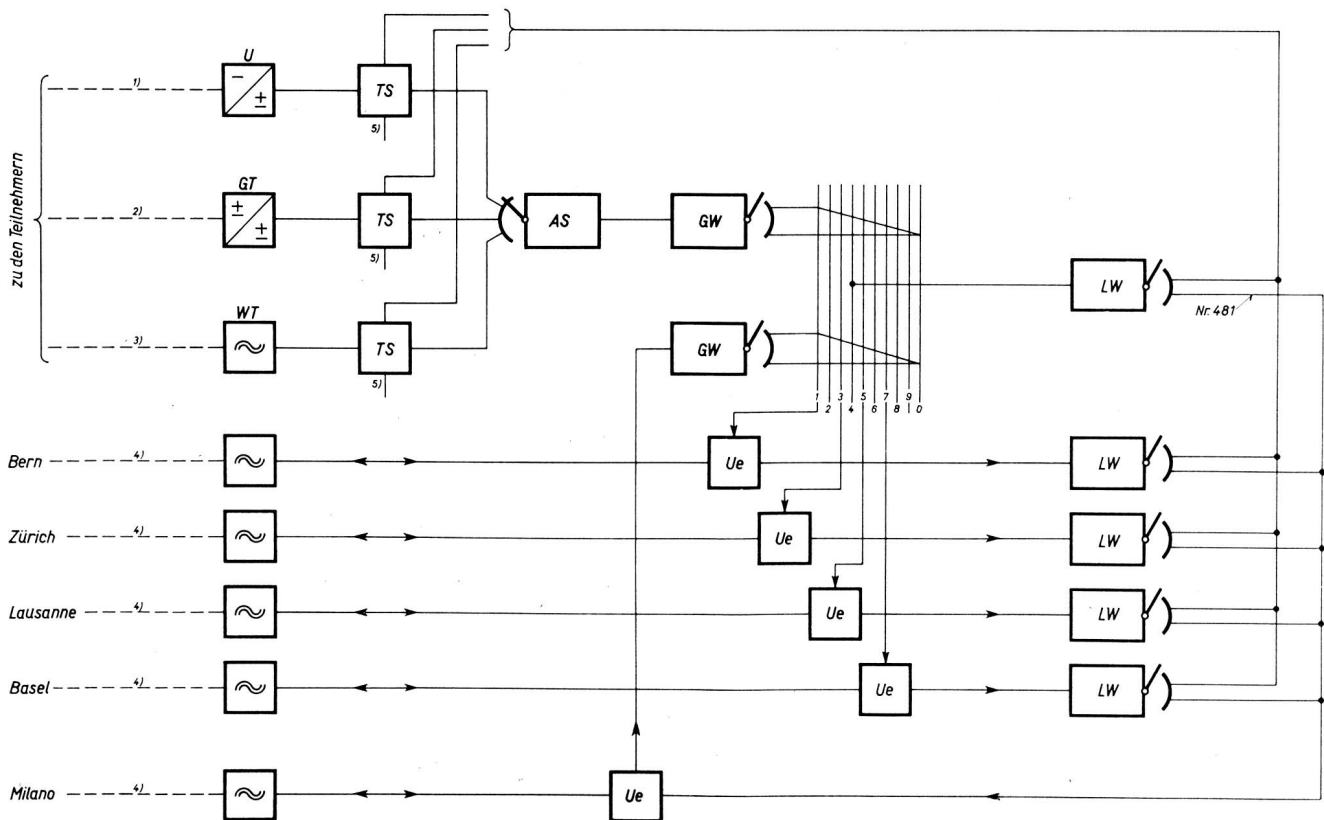 zu den Teilnehmern
1)
U
−
±
TS
5)
2)
GT
±
±
TS
5)
AS
GW
LW
Nr. 481
3)
WT
TS
5)
GW
1 2 3 4 5 6 7 8 9 0
Bern
4)
Ue
LW
Zürich
4)
Ue
LW
Lausanne
4)
Ue
LW
Basel
4)
Ue
LW
Milano
4)
Ue